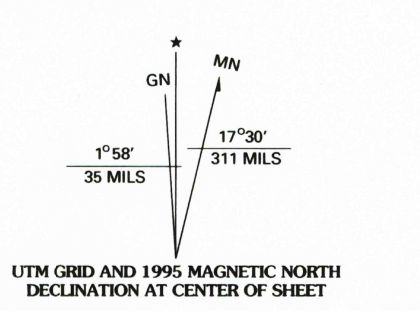 GN
MN
1°58'
35 MILS
17°30'
311 MILS
UTM GRID AND 1995 MAGNETIC NORTH
DECLINATION AT CENTER OF SHEET